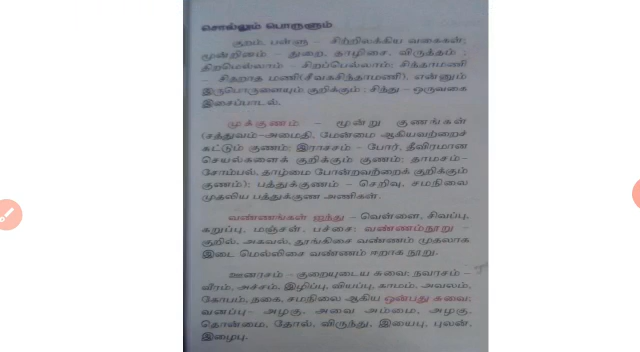 சொல்லும் பொருளும்
குறம், பள்ளு – சிற்றிலக்கிய வகைகள்;
மூன்றினம் – துறை, தாழிசை, விருத்தம் ;
திறமெல்லாம் – சிறப்பெல்லாம்; சிந்தாமணி
– சிதறாத மணி(சீவகசிந்தாமணி), என்னும்
இருபொருளையும் குறிக்கும் ; சிந்து – ஒருவகை
இசைப்பாடல்.
முக்குணம் – மூன்று குணங்கள்
(சத்துவம்–அமைதி, மேன்மை ஆகியவற்றைச்
சுட்டும் குணம்; இராசசம் – போர், தீவிரமான
செயல்களைக் குறிக்கும் குணம்; தாமசம்–
சோம்பல், தாழ்மை போன்றவற்றைக் குறிக்கும்
குணம்); பத்துக்குணம் – செறிவு, சமநிலை
முதலிய பத்துக்குண அணிகள்.
வண்ணங்கள் ஐந்து – வெள்ளை, சிவப்பு,
கறுப்பு, மஞ்சள், பச்சை; வண்ணம்நூறு –
குறில், அகவல், தூங்கிசை வண்ணம் முதலாக
இடை மெல்லிசை வண்ணம் ஈறாக நூறு.
ஊனரசம் – குறையுடைய சுவை; நவரசம் –
வீரம், அச்சம், இழிப்பு, வியப்பு, காமம், அவலம்,
கோபம், நகை, சமநிலை ஆகிய ஒன்பது சுவை;
வனப்பு– அழகு, அவை அம்மை, அழகு,
தொன்மை, தோல், விருந்து, இயைபு, புலன்,
இழைபு.